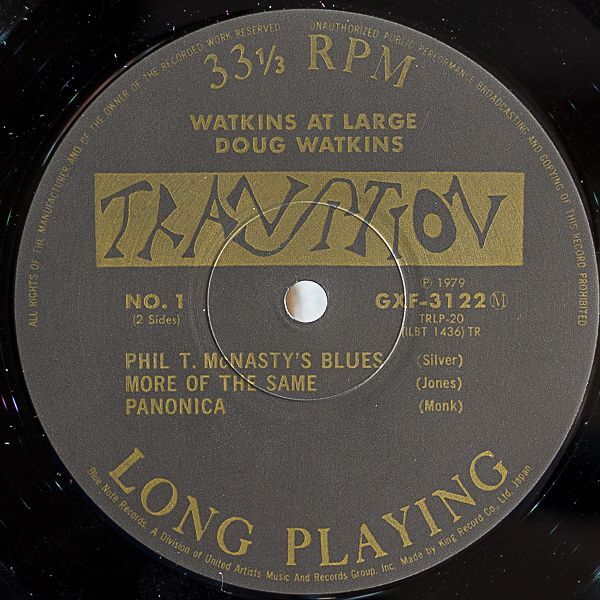 ALL RIGHTS OF THE MANUFACTURER AND OF THE OWNER OF THE RECORDED WORK RESERVED UNAUTHORIZED PUBLIC PERFORMANCE BROADCASTING AND COPYING OF THIS RECORD PROHIBITED
33 1/3 RPM
WATKINS AT LARGE/
DOUG WATKINS
TRANSITION
Ⓟ 1979
NO. 1 GXF-3122 Ⓜ
(2 Sides) TRLP-20
(ILBT 1436) TR
PHIL T. McNASTY'S BLUES (Silver)
MORE OF THE SAME (Jones)
PANONICA (Monk)
LONG PLAYING
Blue Note Records. A Division of United Artists Music And Records Group. Inc. Made by King Record Co., Ltd. Japan